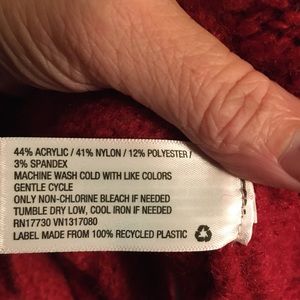 44% ACRYLIC / 41% NYLON / 12% POLYESTER /
3% SPANDEX
MACHINE WASH COLD WITH LIKE COLORS
GENTLE CYCLE
ONLY NON-CHLORINE BLEACH IF NEEDED
TUMBLE DRY LOW, COOL IRON IF NEEDED
RN17730 VN1317080
LABEL MADE FROM 100% RECYCLED PLASTIC